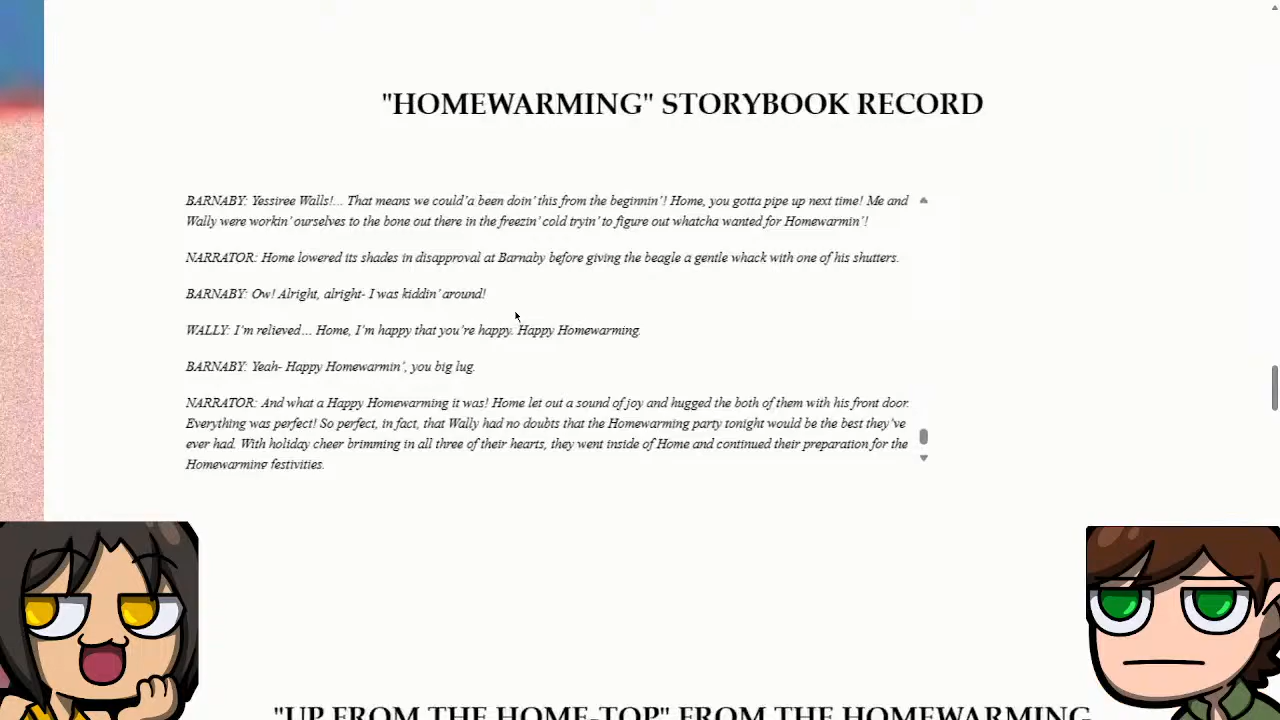 "HOMEWARMING" STORYBOOK RECORD
BARNABY: Yessiree Walls!... That means we could'a been doin' this from the beginnin'! Home, you gotta pipe up next time! Me and
Wally were workin' ourselves to the bone out there in the freezin' cold tryin' to figure out whatcha wanted for Homewarmin'!
NARRATOR: Home lowered its shades in disapproval at Barnaby before giving the beagle a gentle whack with one of his shutters.
BARNABY: Ow! Alright, alright- I was kiddin' around!
WALLY: I'm relieved... Home, I'm happy that you're happy. Happy Homewarming.
BARNABY: Yeah- Happy Homewarmin', you big lug.
NARRATOR: And what a Happy Homewarming it was! Home let out a sound of joy and hugged the both of them with his front door.
Everything was perfect! So perfect, in fact, that Wally had no doubts that the Homewarming party tonight would be the best they've
ever had. With holiday cheer brimming in all three of their hearts, they went inside of Home and continued their preparation for the
Homewarming festivities.
"UP FROM THE HOME-TOP" FROM THE HOMEWARMING